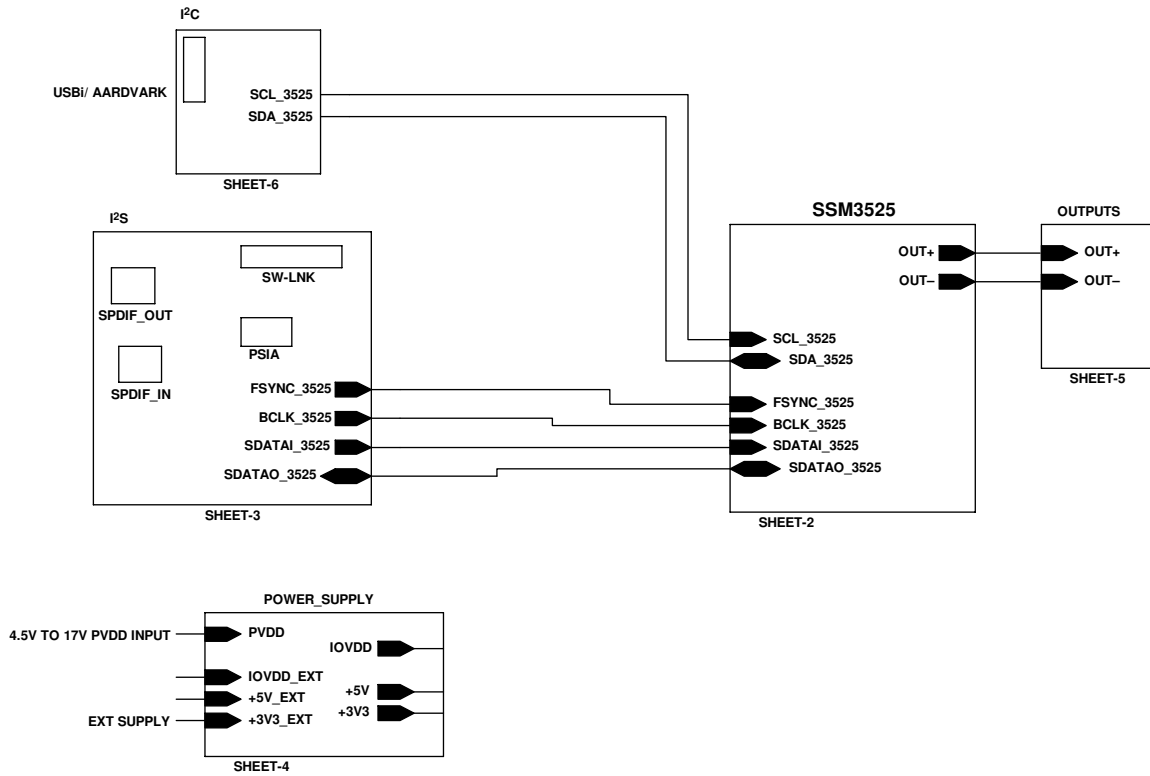 I²C
USBi/ AARDVARK
SCL_3525
SDA_3525
SHEET-6
I²S
SW-LNK
SPDIF_OUT
PSIA
SPDIF_IN
FSYNC_3525
BCLK_3525
SDATAI_3525
SDATAO_3525
SHEET-3
SSM3525
OUT+
OUT–
SCL_3525
SDA_3525
FSYNC_3525
BCLK_3525
SDATAI_3525
SDATAO_3525
SHEET-2
OUTPUTS
OUT+
OUT–
SHEET-5
POWER_SUPPLY
4.5V TO 17V PVDD INPUT
PVDD
IOVDD
IOVDD_EXT
+5V_EXT
+5V
EXT SUPPLY
+3V3_EXT
+3V3
SHEET-4